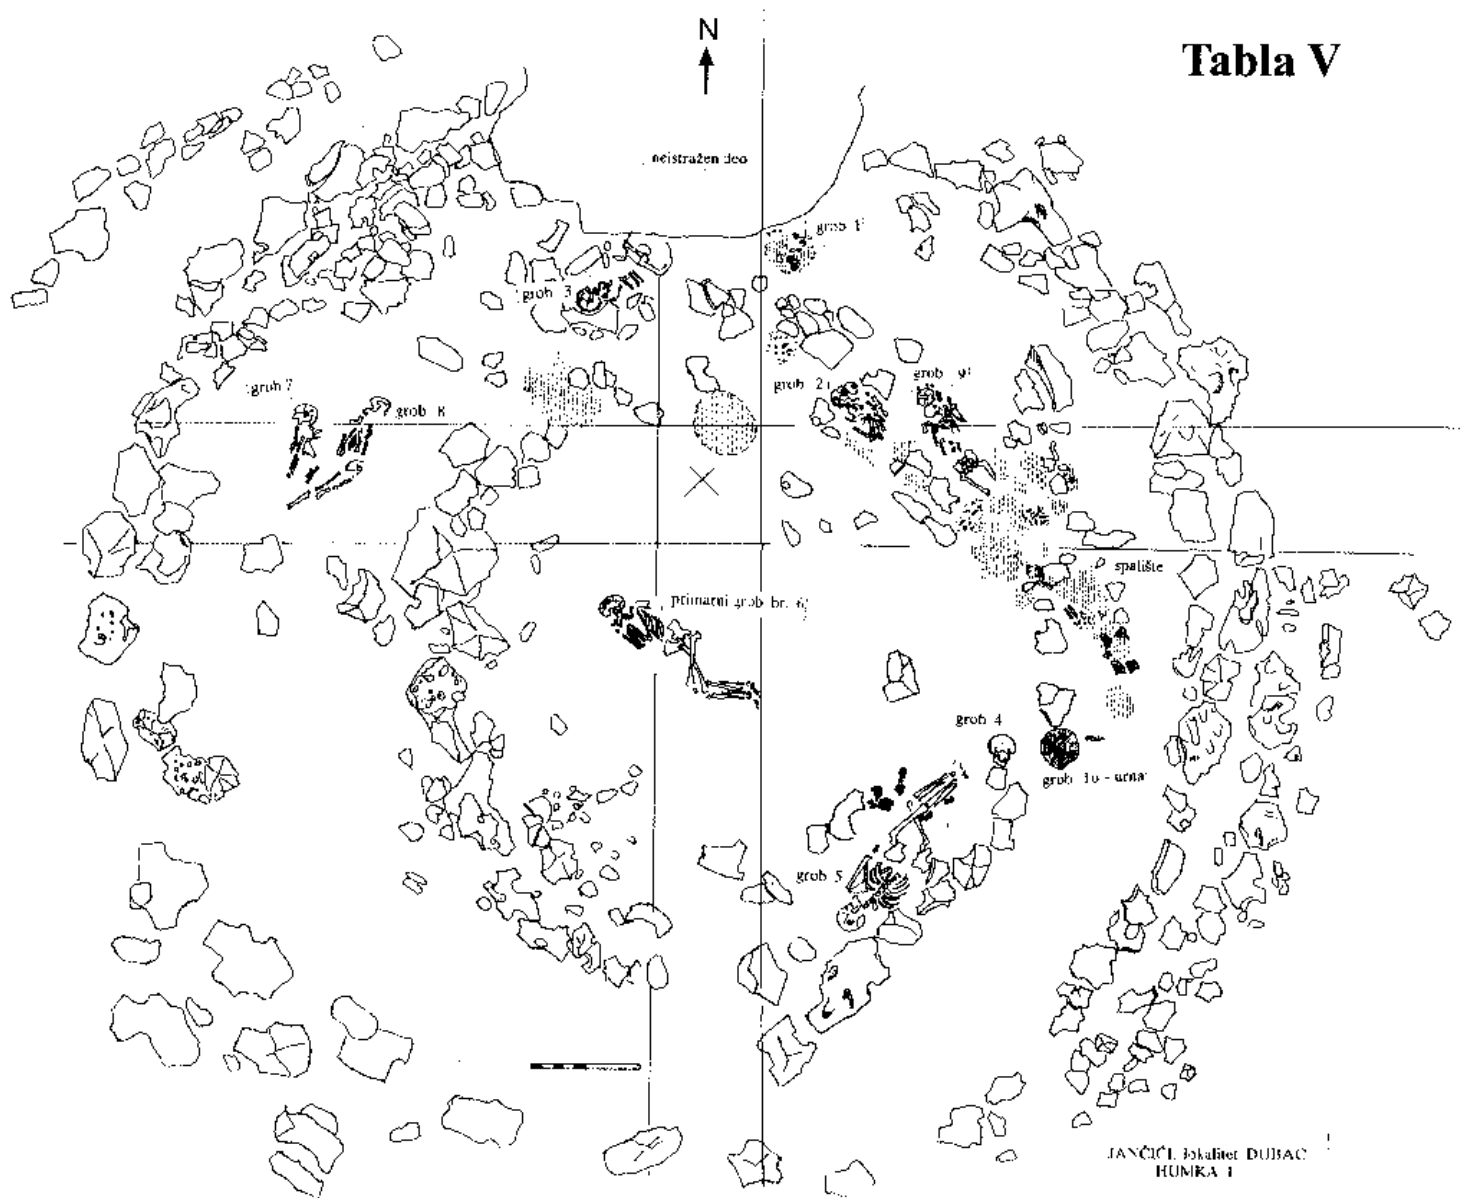 N
Tabla V
neistražen deo
grob 1
grob 3
grob 7
grob 8
grob 2
grob 9
spalište
primarni grob br. 6
grob 4
grob 10 - urna
grob 5
JANČIĆI, lokalitet DUBAC
HUMKA 1